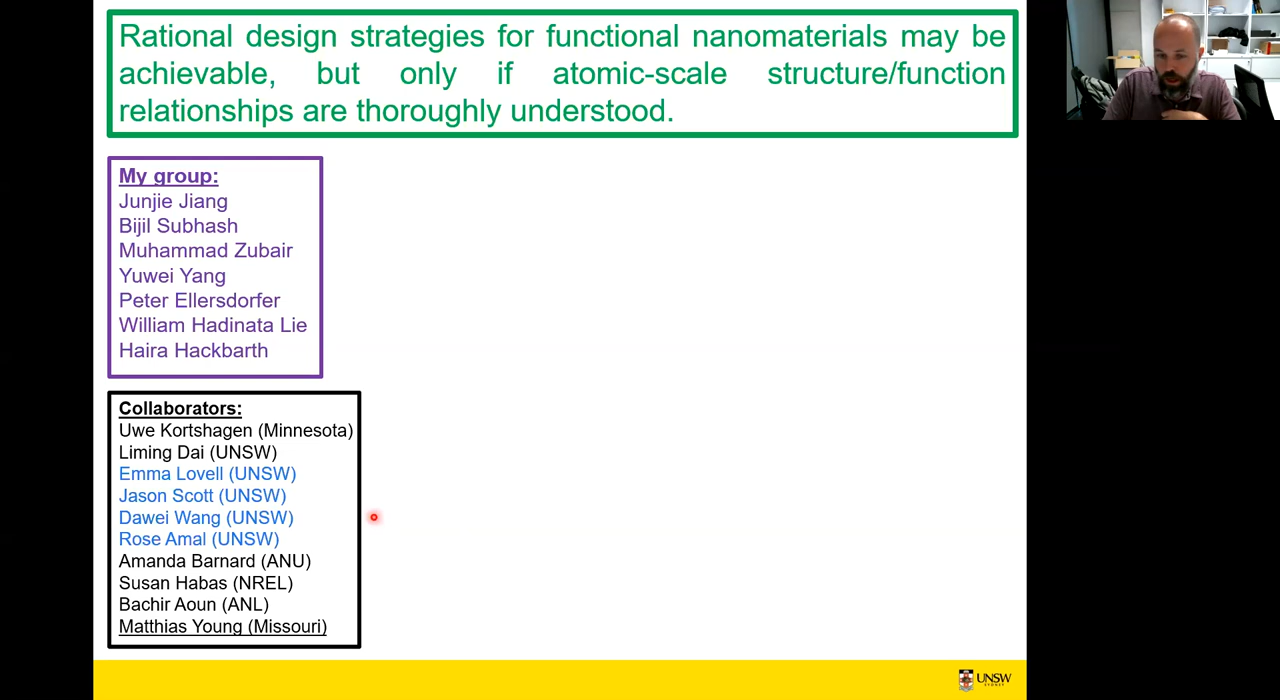 Rational design strategies for functional nanomaterials may be
achievable, but only if atomic-scale structure/function
relationships are thoroughly understood.
My group:
Junjie Jiang
Bijil Subhash
Muhammad Zubair
Yuwei Yang
Peter Ellersdorfer
William Hadinata Lie
Haira Hackbarth
Collaborators:
Uwe Kortshagen (Minnesota)
Liming Dai (UNSW)
Emma Lovell (UNSW)
Jason Scott (UNSW)
Dawei Wang (UNSW)
Rose Amal (UNSW)
Amanda Barnard (ANU)
Susan Habas (NREL)
Bachir Aoun (ANL)
Matthias Young (Missouri)
UNSW
SYDNEY